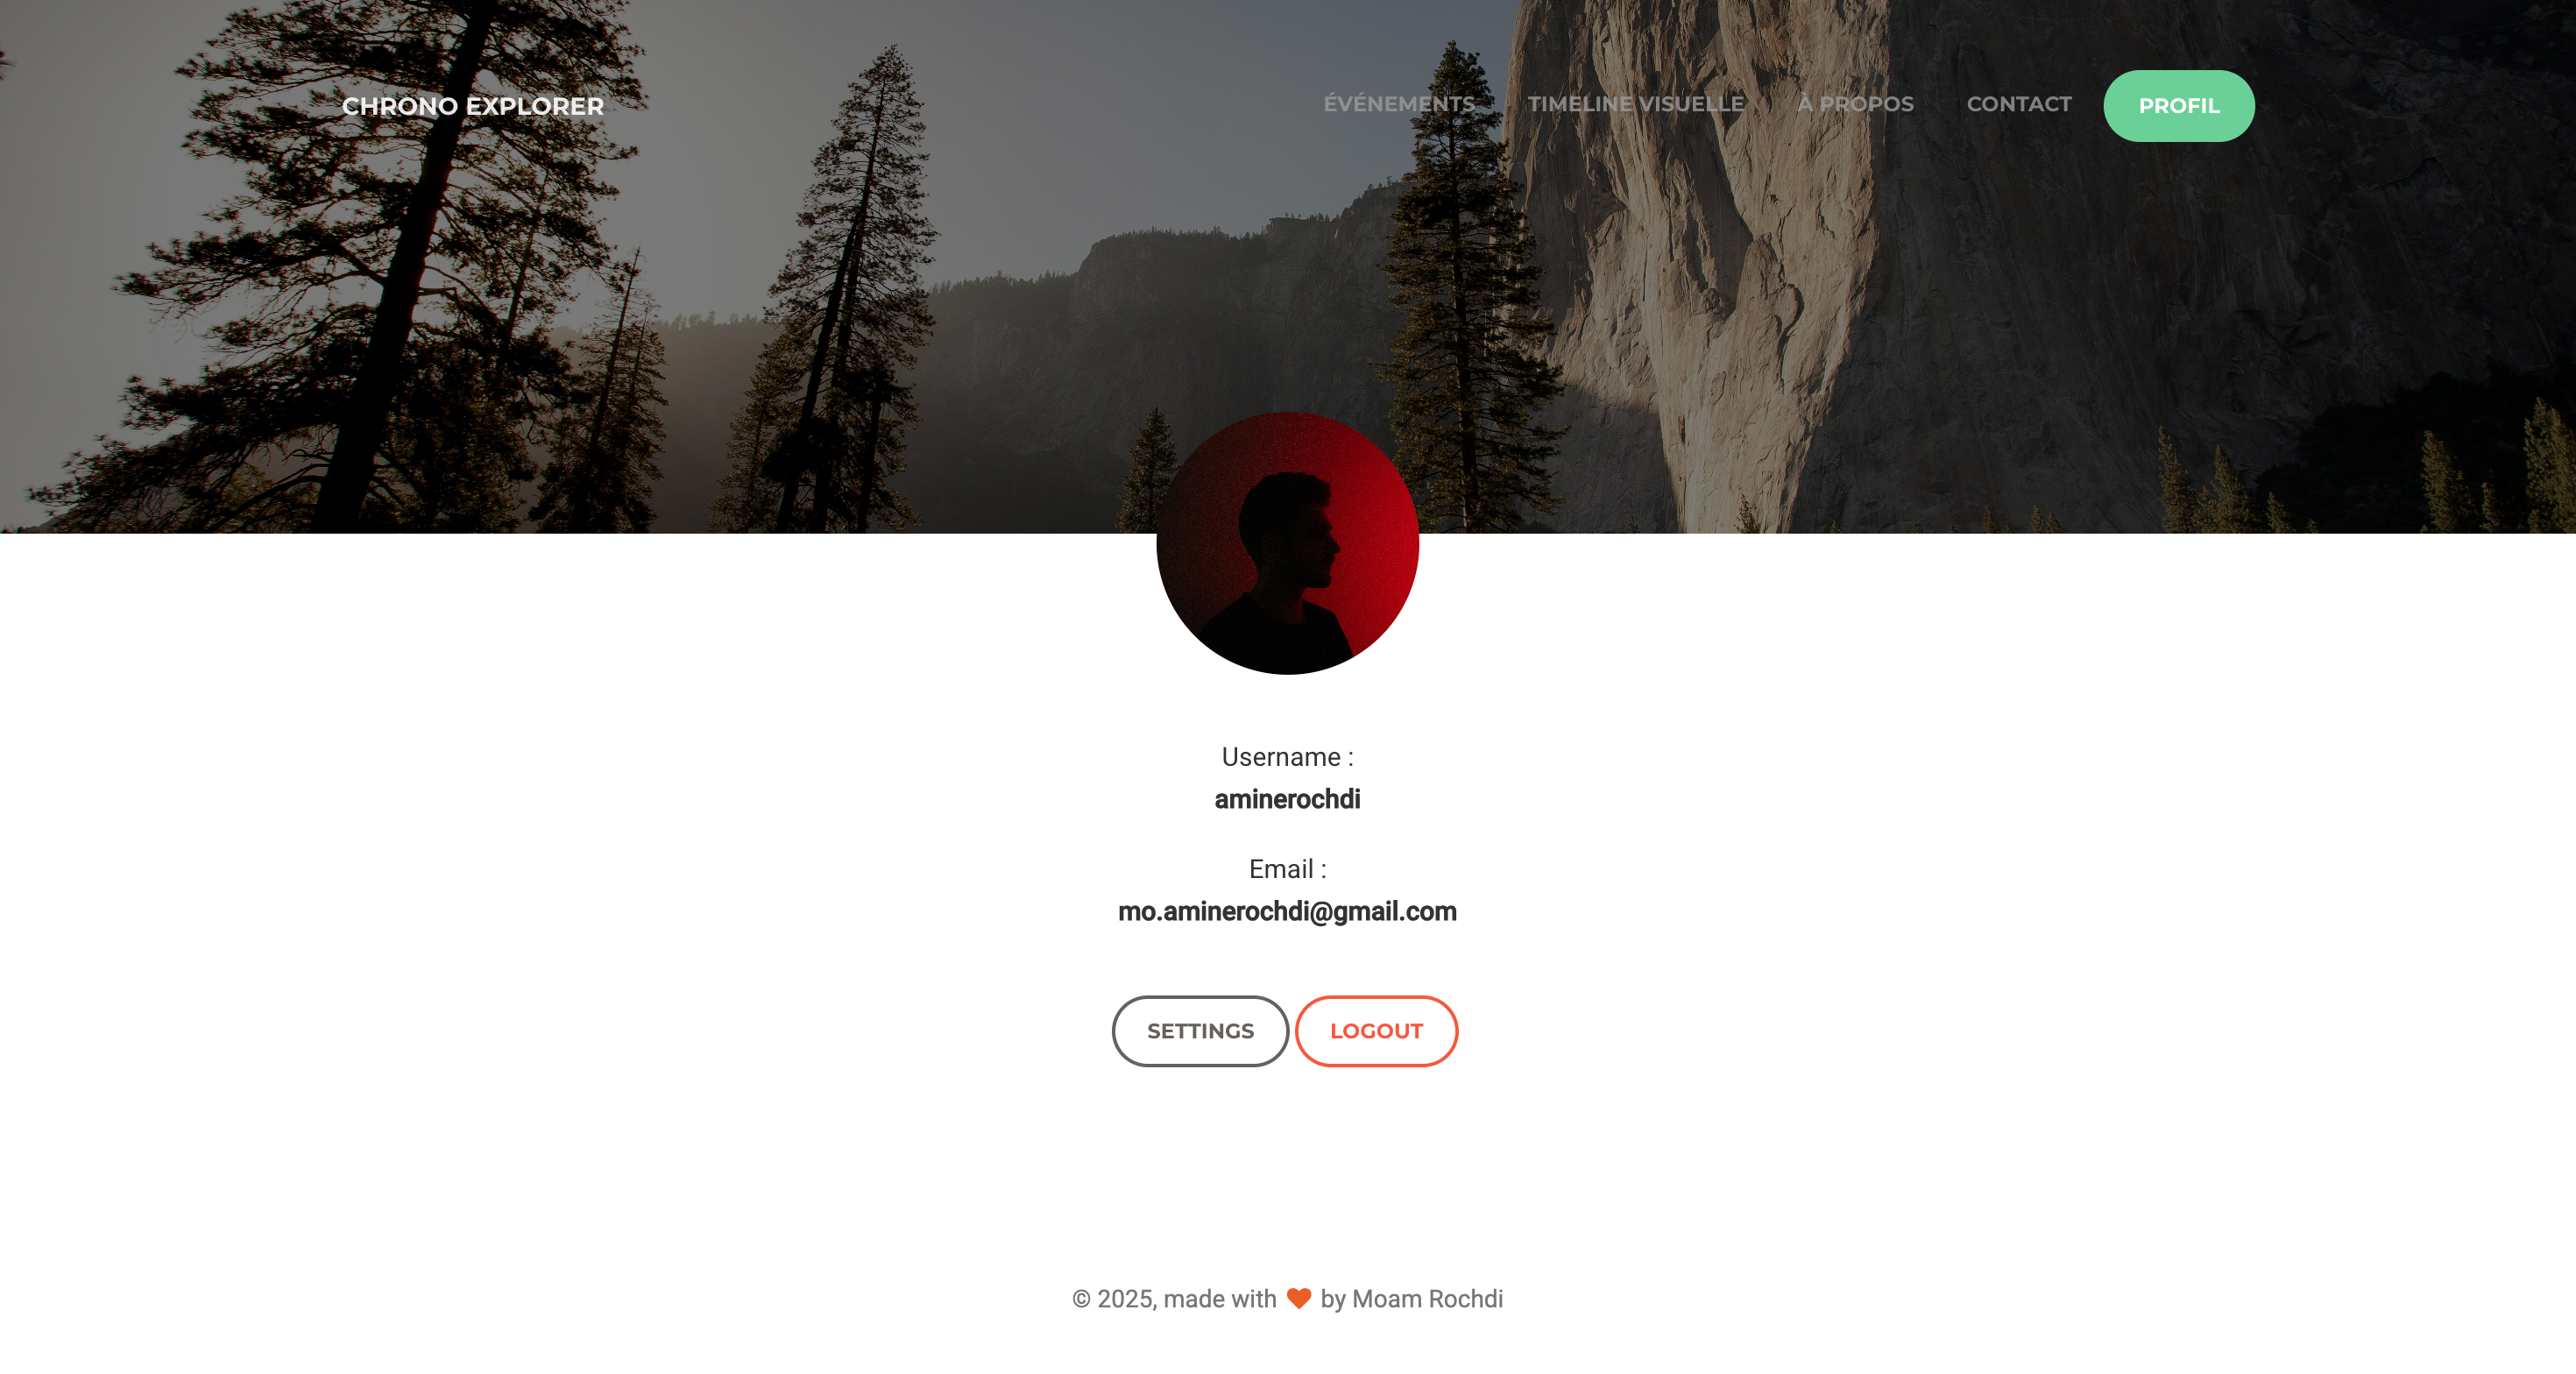 CHRONO EXPLORER
ÉVÉNEMENTS TIMELINE VISUELLE À PROPOS CONTACT PROFIL
Username :
aminerochdi
Email :
mo.aminerochdi@gmail.com
SETTINGS LOGOUT
© 2025, made with by Moam Rochdi